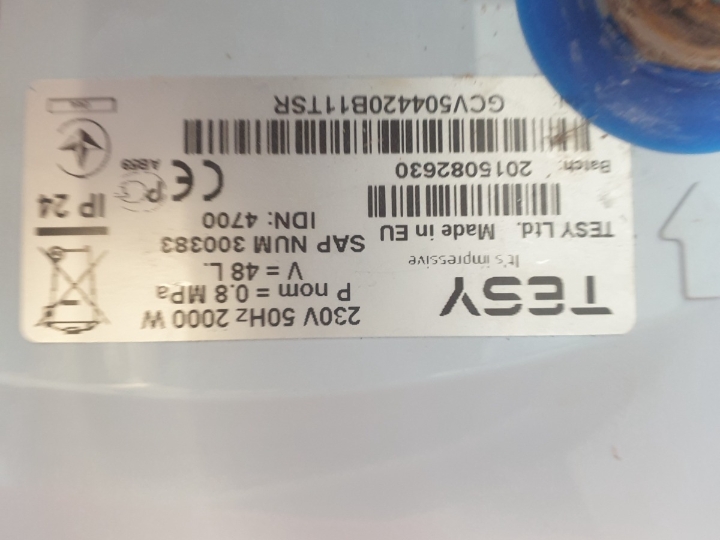 TESY
It's impressive
TESY Ltd. Made in EU
230V 50Hz 2000 W
P nom = 0.8 MPa
V = 48 L.
SAP NUM 300383
IDN: 4700
IP 24
Batch: 2015082630
CE
GCV504420B11TSR